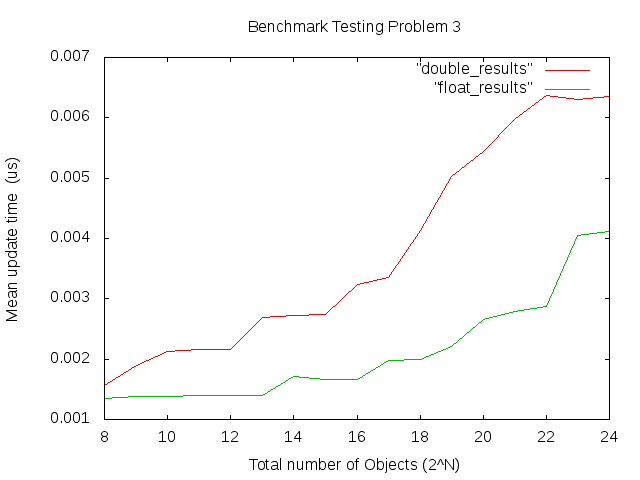 Benchmark Testing Problem 3
"double_results"
"float_results"
0.007
0.006
0.005
0.004
0.003
0.002
0.001
Mean update time (us)
8 10 12 14 16 18 20 22 24
Total number of Objects (2^N)